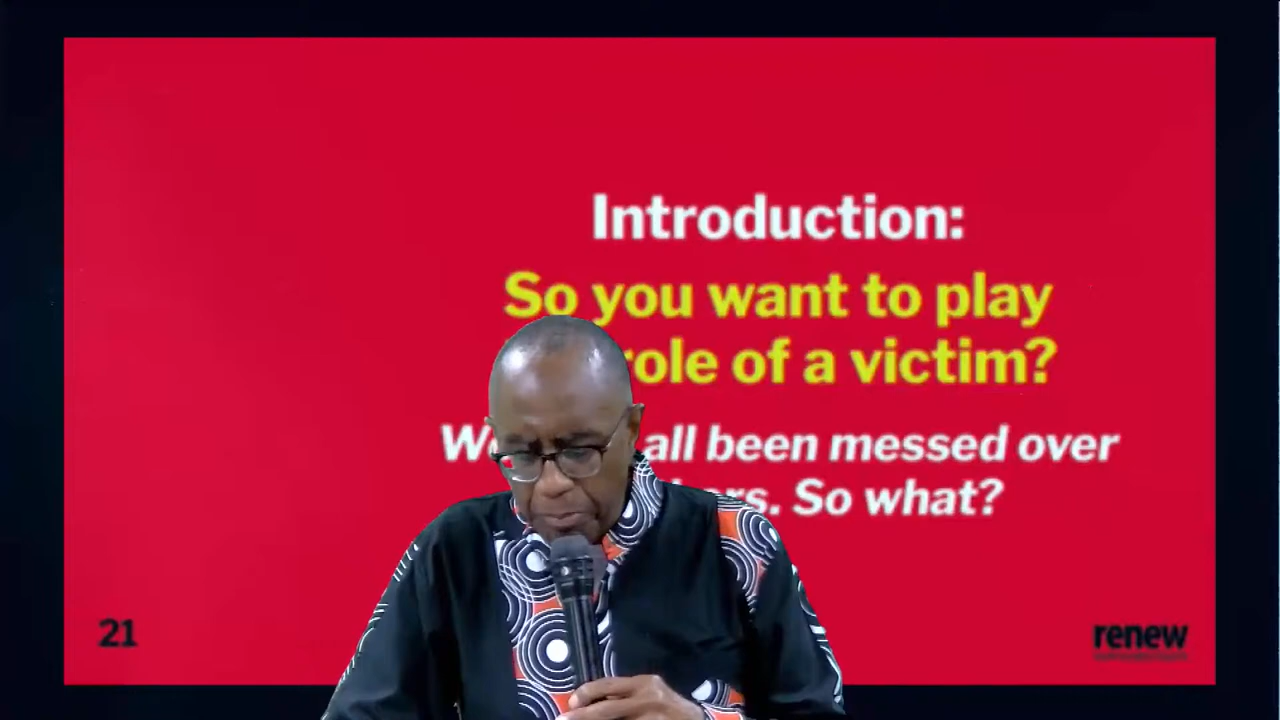 Introduction:
So you want to play
role of a victim?
all been messed over
So what?
21
renew